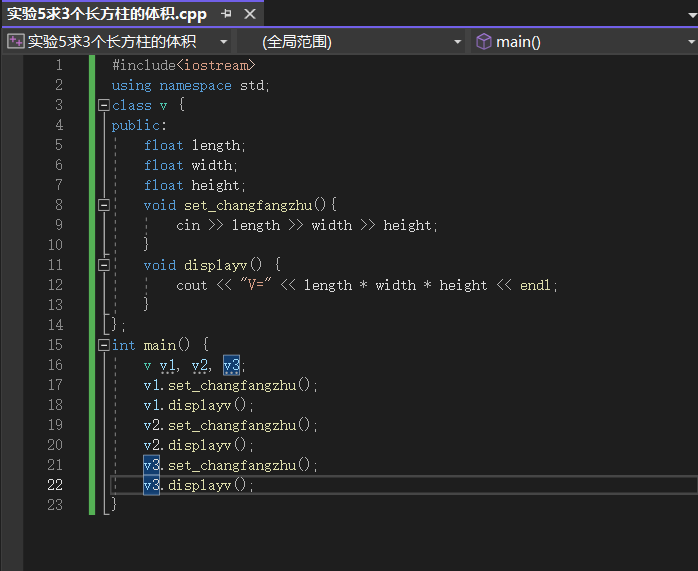 实验5求3个长方柱的体积.cpp
实验5求3个长方柱的体积 (全局范围) main()
1 #include<iostream>
2 using namespace std;
3 class v {
4 public:
5 float length;
6 float width;
7 float height;
8 void set_changfangzhu(){
9 cin >> length >> width >> height;
10 }
11 void displayv() {
12 cout << "V=" << length * width * height << endl;
13 }
14 };
15 int main() {
16 v v1, v2, v3;
17 v1.set_changfangzhu();
18 v1.displayv();
19 v2.set_changfangzhu();
20 v2.displayv();
21 v3.set_changfangzhu();
22 v3.displayv();
23 }